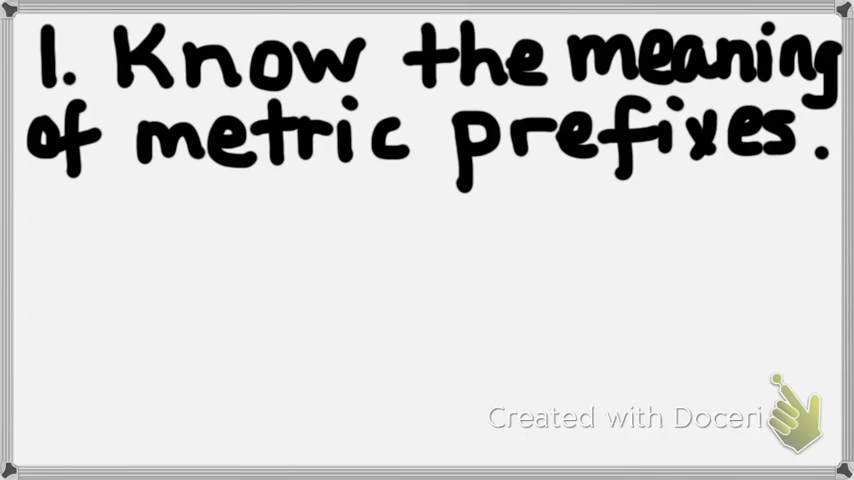 1. Know the meaning
of metric prefixes.
Created with Doceri